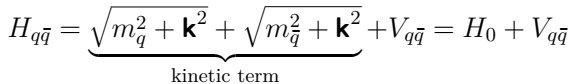 $H_{q\bar{q}} = \underbrace{\sqrt{m_q^2 + \mathbf{k}^2} + \sqrt{m_{\bar{q}}^2 + \mathbf{k}^2}}_{\text{kinetic term}} + V_{q\bar{q}} = H_0 + V_{q\bar{q}}$